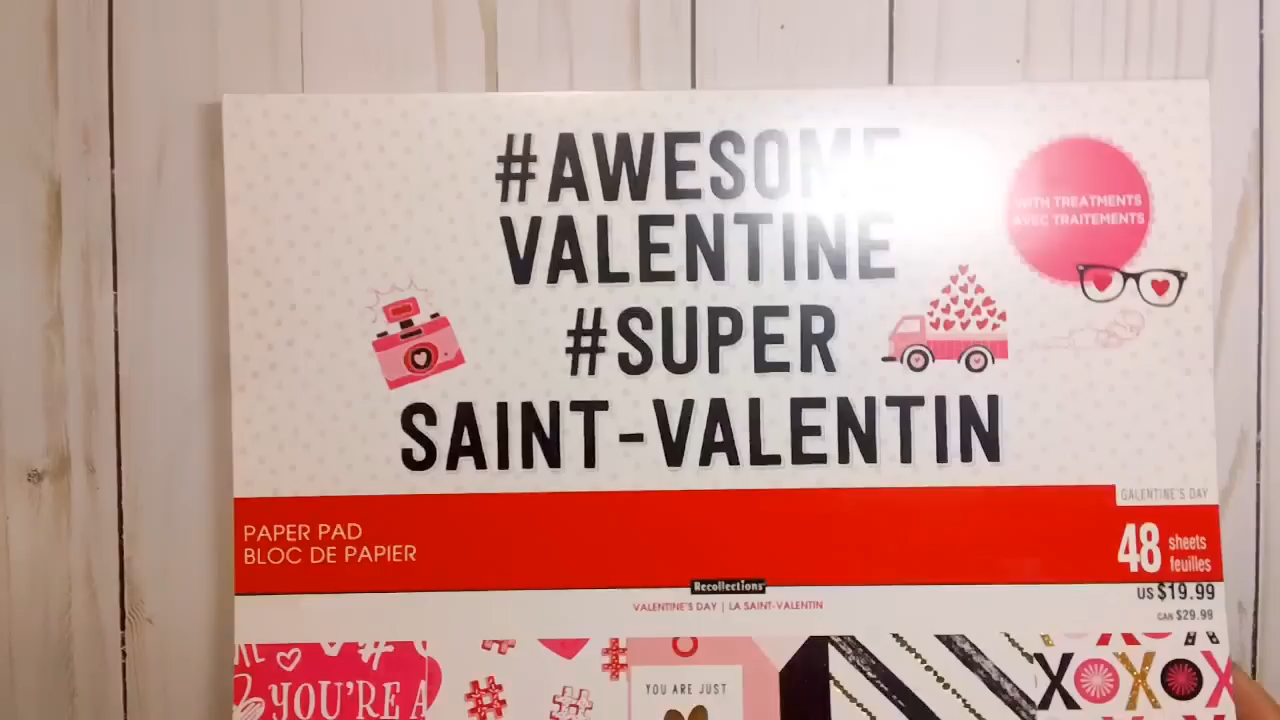 #AWESOME
VALENTINE
#SUPER
SAINT-VALENTIN
WITH TREATMENTS
AVEC TRAITEMENTS
GALENTINE'S DAY
PAPER PAD
BLOC DE PAPIER
48 sheets
feuilles
Recollections
US $19.99
VALENTINE'S DAY | LA SAINT-VALENTIN
CAN $29.99
YOU'RE A
YOU ARE JUST
XOXOX